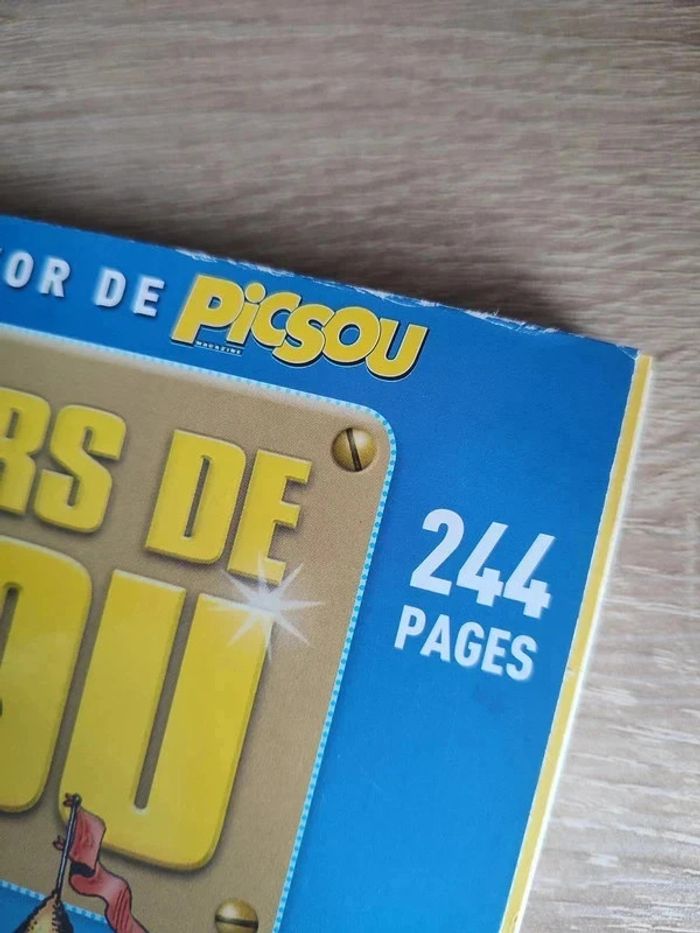 OR DE PiCSOU
MAGAZINE
RS DE
OU
244
PAGES